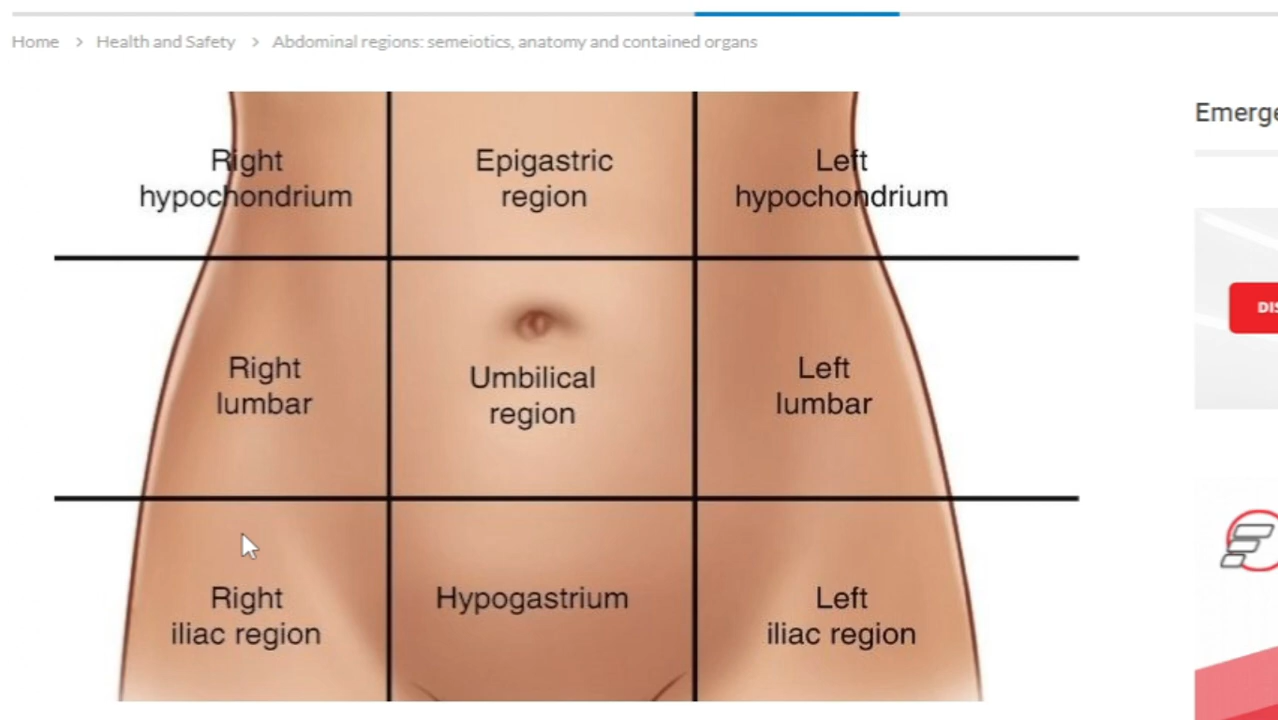 Home > Health and Safety > Abdominal regions: semeiotics, anatomy and contained organs
Emerge
Right
hypochondrium
Epigastric
region
Left
hypochondrium
DIS
Right
lumbar
Umbilical
region
Left
lumbar
Right
iliac region
Hypogastrium
Left
iliac region